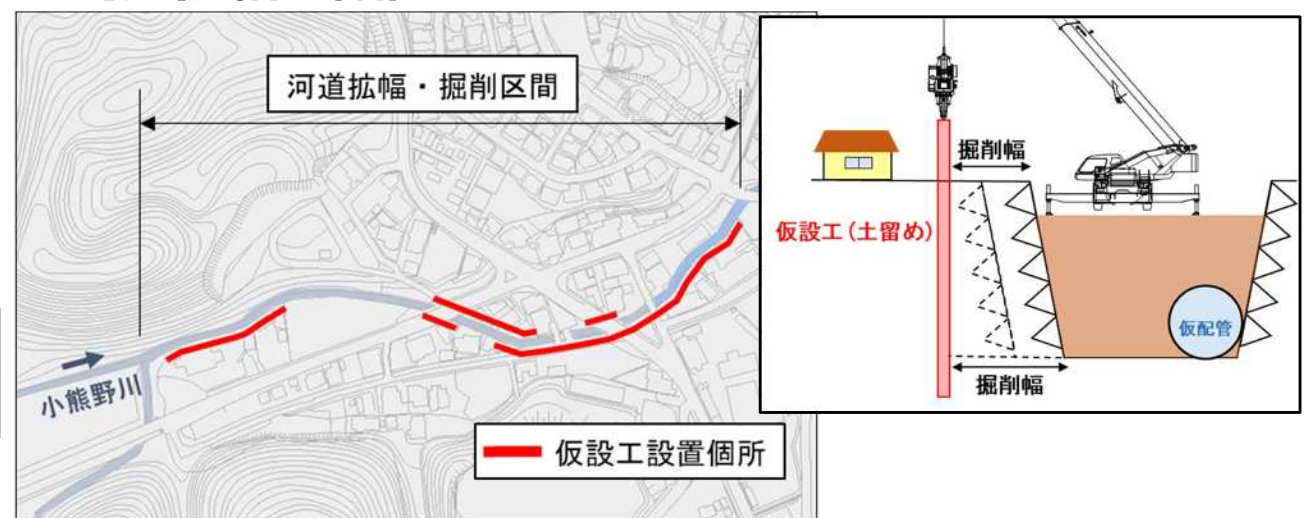 河道拡幅・掘削区間
小熊野川
仮設工設置個所
掘削幅
仮設工（土留め）
仮配管
掘削幅